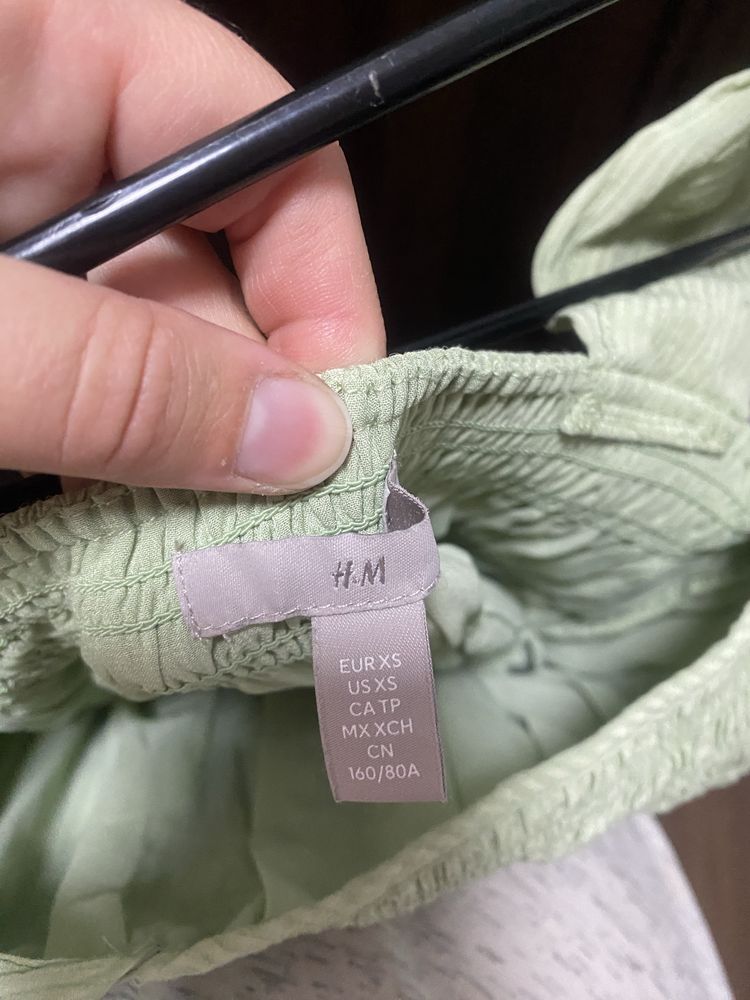 H&M
EUR XS
US XS
CA TP
MX XCH
CN
160/80A